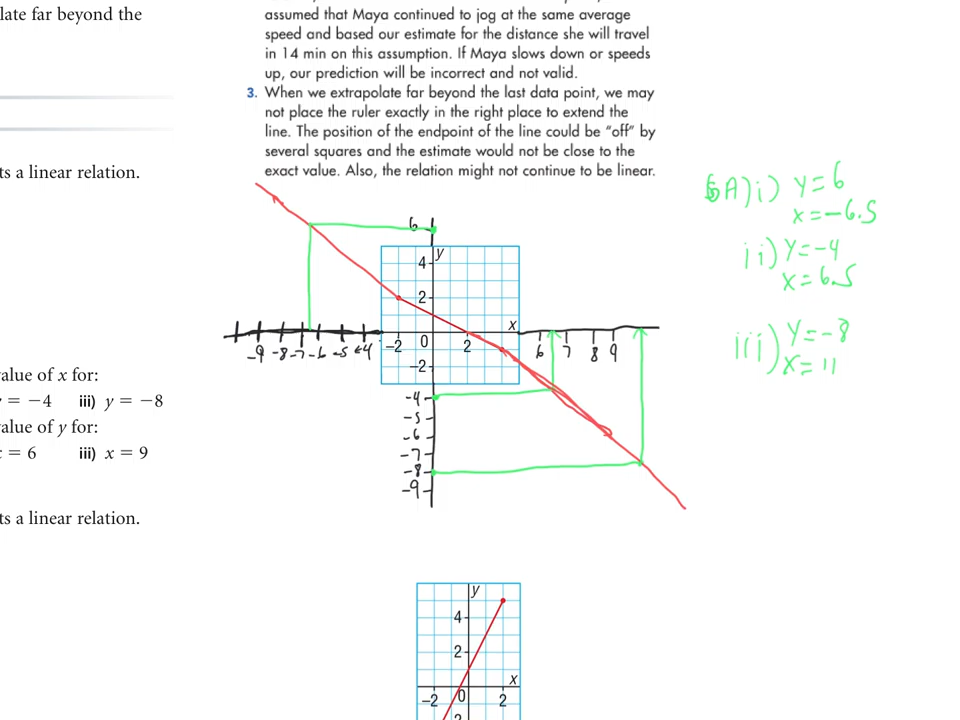 late far beyond the
assumed that Maya continued to jog at the same average
speed and based our estimate for the distance she will travel
in 14 min on this assumption. If Maya slows down or speeds
up, our prediction will be incorrect and not valid.
3. When we extrapolate far beyond the last data point, we may
not place the ruler exactly in the right place to extend the
line. The position of the endpoint of the line could be "off" by
several squares and the estimate would not be close to the
exact value. Also, the relation might not continue to be linear.
ts a linear relation.
alue of x for:
= −4 iii) y = −8
alue of y for:
= 6 iii) x = 9
ts a linear relation.
6
y
4
2
x
-9 -8 -7 -6 -5 -4 −2 0 2 6 7 8 9
−2
-4
-5
-6
-7
-8
-9
A) i) y=6
x=-6.5
ii) y=-4
x=6.5
iii) y=-8
x=11
y
4
2
x
−2 0 2